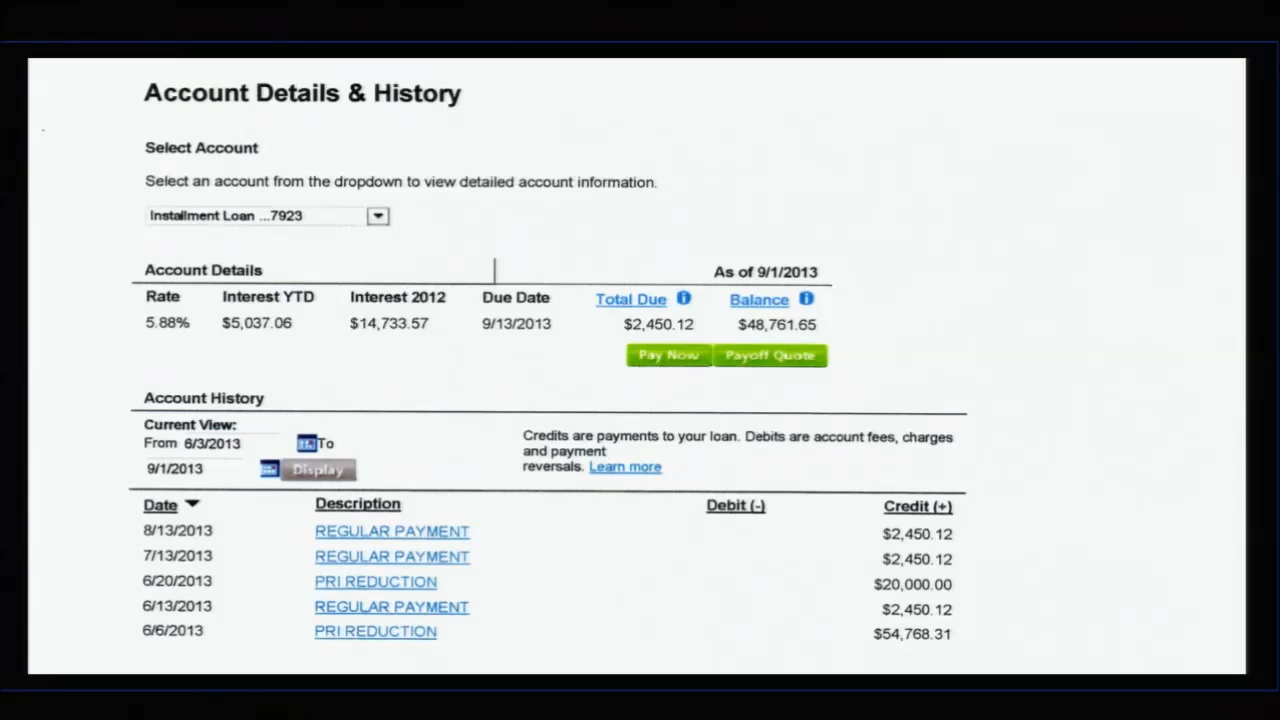 Account Details & History
Select Account
Select an account from the dropdown to view detailed account information.
Installment Loan ...7923
Account Details As of 9/1/2013
Rate Interest YTD Interest 2012 Due Date Total Due Balance
5.88% $5,037.06 $14,733.57 9/13/2013 $2,450.12 $48,761.65
Pay Now Payoff Quote
Account History
Current View:
From 6/3/2013 To
9/1/2013 Display
Credits are payments to your loan. Debits are account fees, charges
and payment
reversals. Learn more
Date Description Debit (-) Credit (+)
8/13/2013 REGULAR PAYMENT $2,450.12
7/13/2013 REGULAR PAYMENT $2,450.12
6/20/2013 PRI REDUCTION $20,000.00
6/13/2013 REGULAR PAYMENT $2,450.12
6/6/2013 PRI REDUCTION $54,768.31